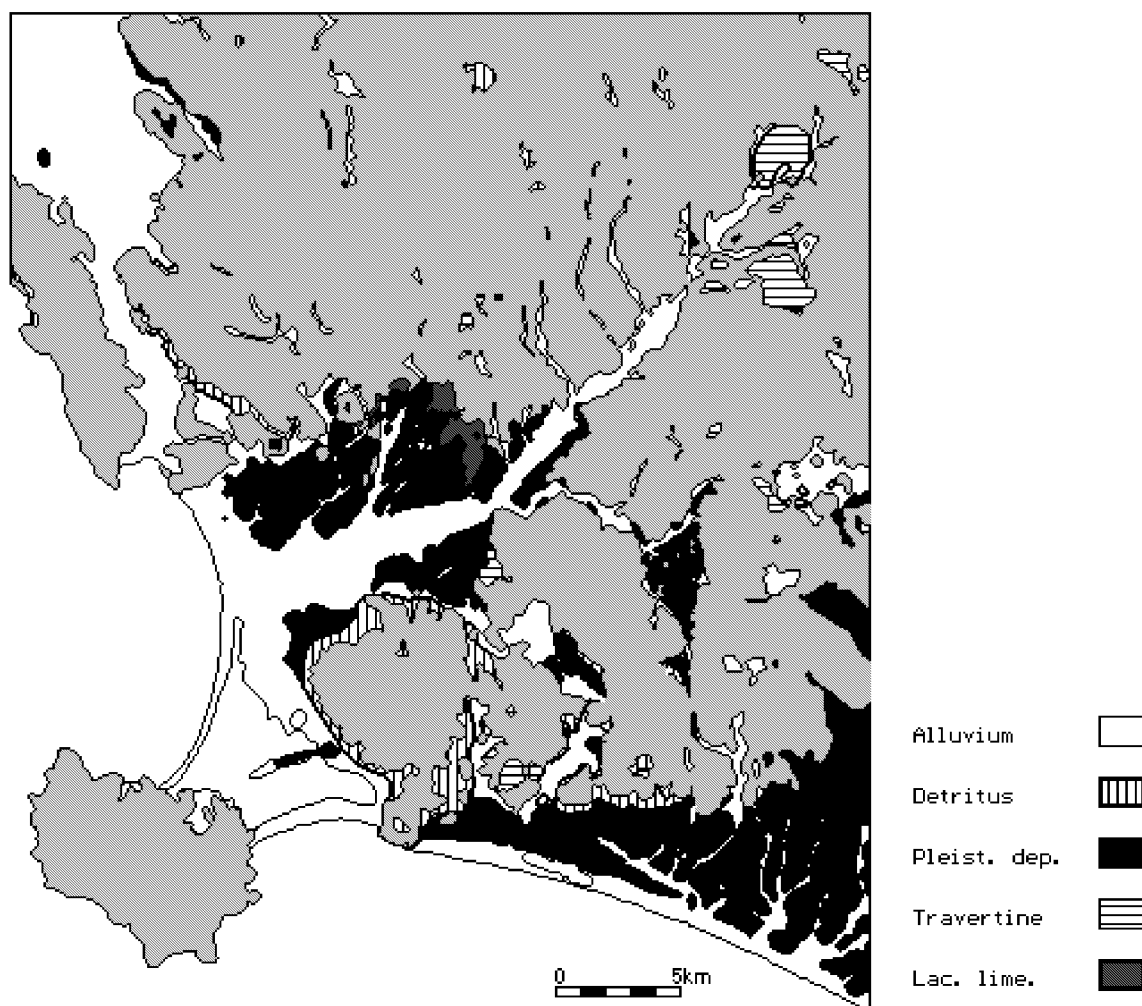 Alluvium
Detritus
Pleist. dep.
Travertine
Lac. lime.
0 5km